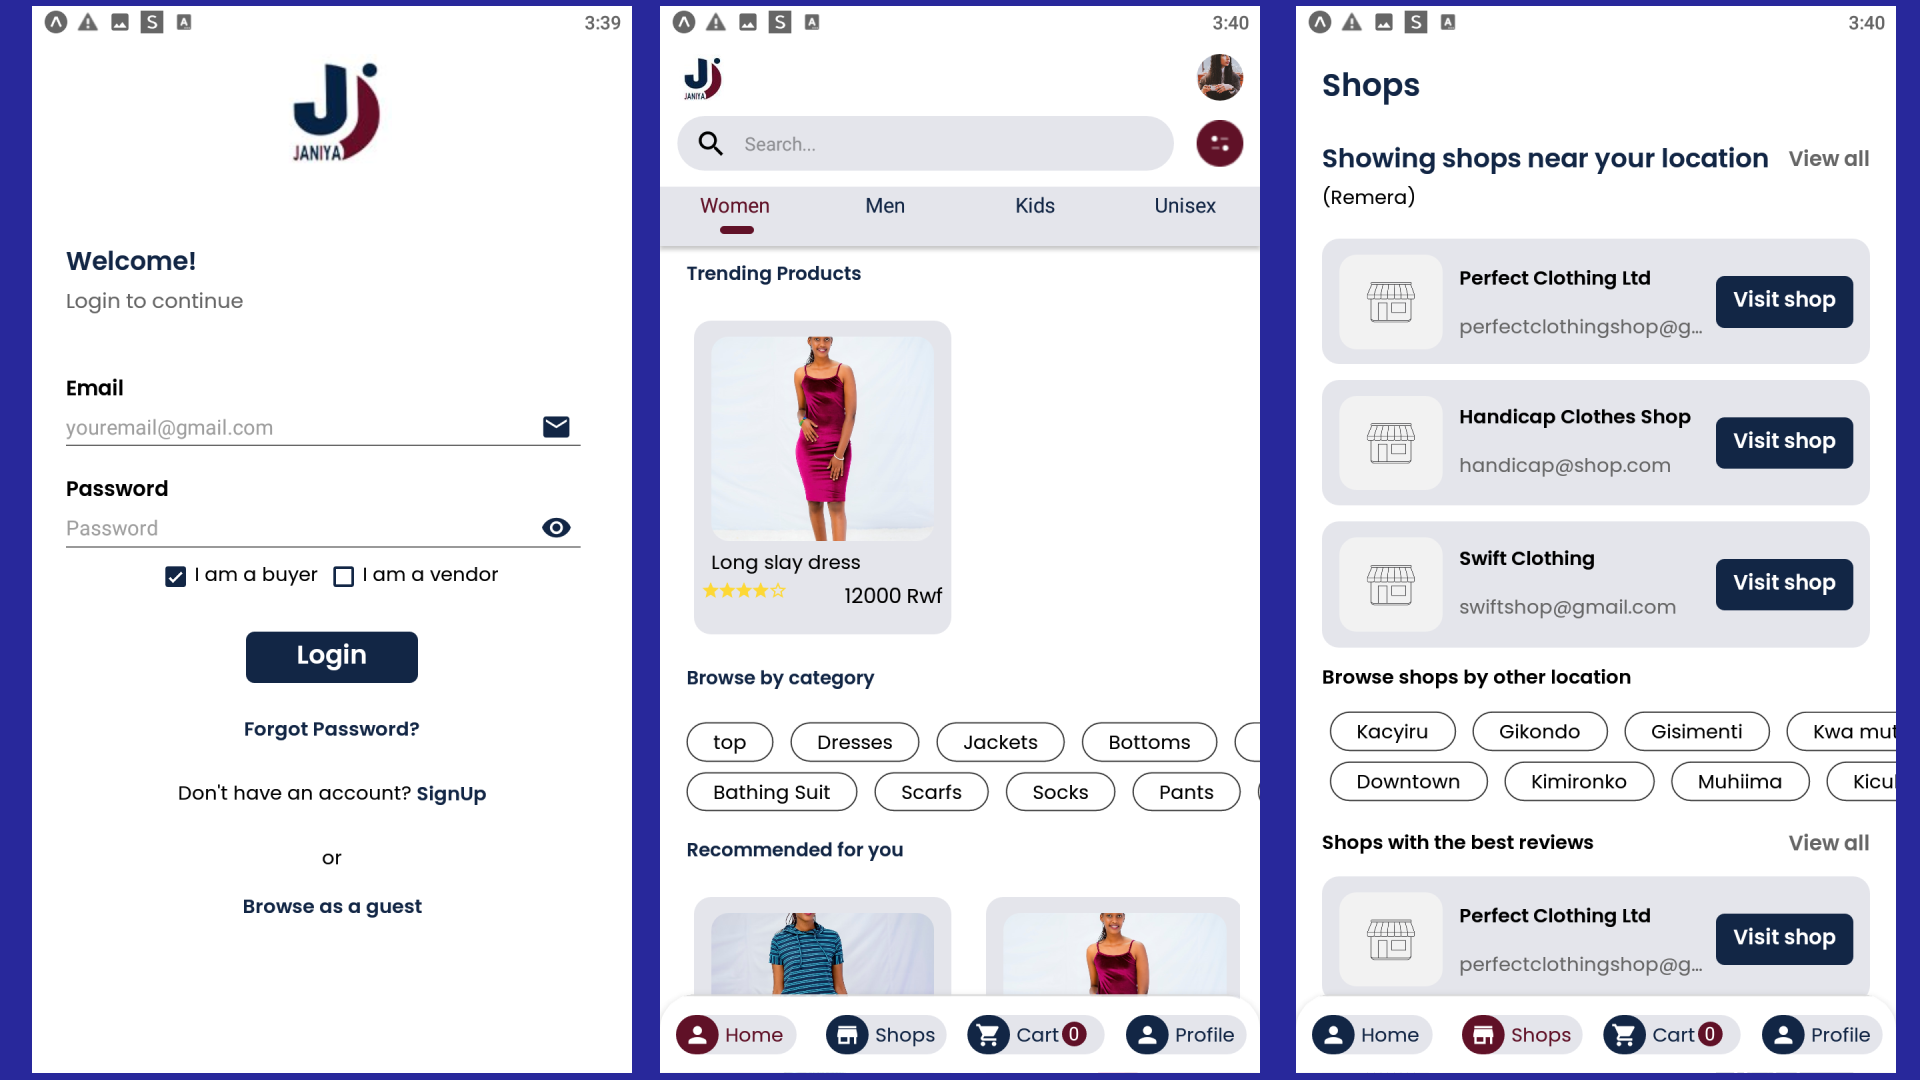 S
A
3:39
JANIYA
Welcome!
Login to continue
Email
youremail@gmail.com
Password
Password
I am a buyer
I am a vendor
Login
Forgot Password?
Don't have an account? SignUp
or
Browse as a guest
S
A
3:40
JANIYA
Search...
Women
Men
Kids
Unisex
Trending Products
Long slay dress
12000 Rwf
Browse by category
top
Dresses
Jackets
Bottoms
Bathing Suit
Scarfs
Socks
Pants
Recommended for you
Home
Shops
Cart 0
Profile
S
A
3:40
Shops
Showing shops near your location
View all
(Remera)
Perfect Clothing Ltd
perfectclothingshop@g...
Visit shop
Handicap Clothes Shop
handicap@shop.com
Visit shop
Swift Clothing
swiftshop@gmail.com
Visit shop
Browse shops by other location
Kacyiru
Gikondo
Gisimenti
Kwa mut
Downtown
Kimironko
Muhiima
Shops with the best reviews
View all
Perfect Clothing Ltd
perfectclothingshop@g...
Visit shop
Home
Shops
Cart 0
Profile